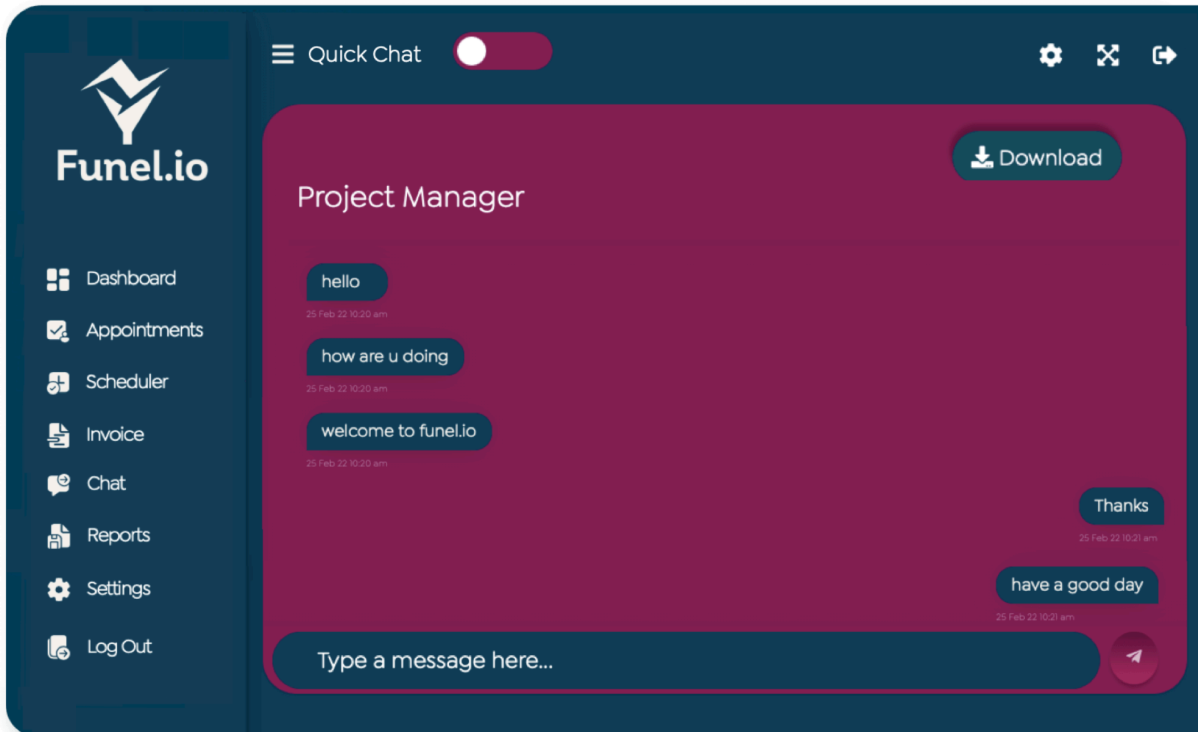 Funel.io
Dashboard
Appointments
Scheduler
Invoice
Chat
Reports
Settings
Log Out
Quick Chat
Download
Project Manager
hello
25 Feb 22 10:20 am
how are u doing
25 Feb 22 10:20 am
welcome to funel.io
25 Feb 22 10:20 am
Thanks
25 Feb 22 10:21 am
have a good day
25 Feb 22 10:21 am
Type a message here...